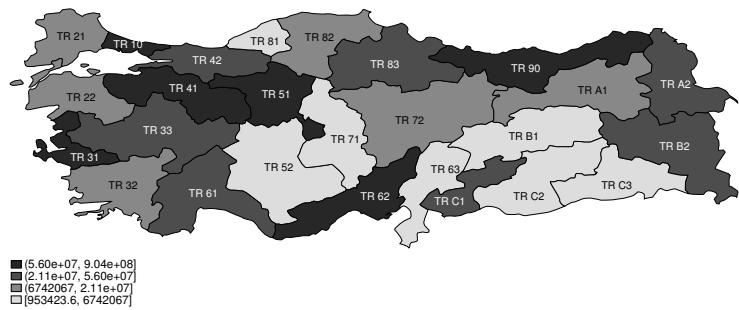 TR 21
TR 10
TR 81
TR 82
TR 42
TR 83
TR 90
TR 22
TR 41
TR 51
TR A1
TR A2
TR 33
TR 72
TR 71
TR B1
TR B2
TR 31
TR 52
TR 63
TR 32
TR 61
TR 62
TR C1
TR C2
TR C3
(5.60e+07, 9.04e+08]
(2.11e+07, 5.60e+07]
(6742067, 2.11e+07]
[953423.6, 6742067]